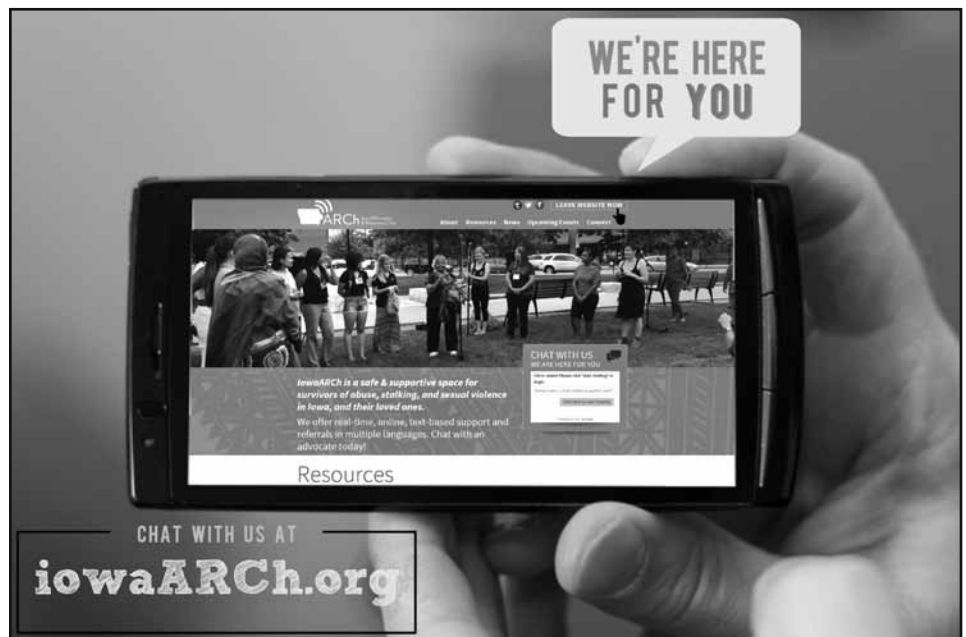 WE'RE HERE
FOR YOU
LEAVE WEBSITE NOW
ARCh
About Resources News Upcoming Events Connect
CHAT WITH US
WE ARE HERE FOR YOU
IowaARCh is a safe & supportive space for
survivors of abuse, stalking, and sexual violence
in Iowa, and their loved ones.
We offer real-time, online, text-based support and
referrals in multiple languages. Chat with an
advocate today!
Resources
CHAT WITH US AT
iowaARCh.org